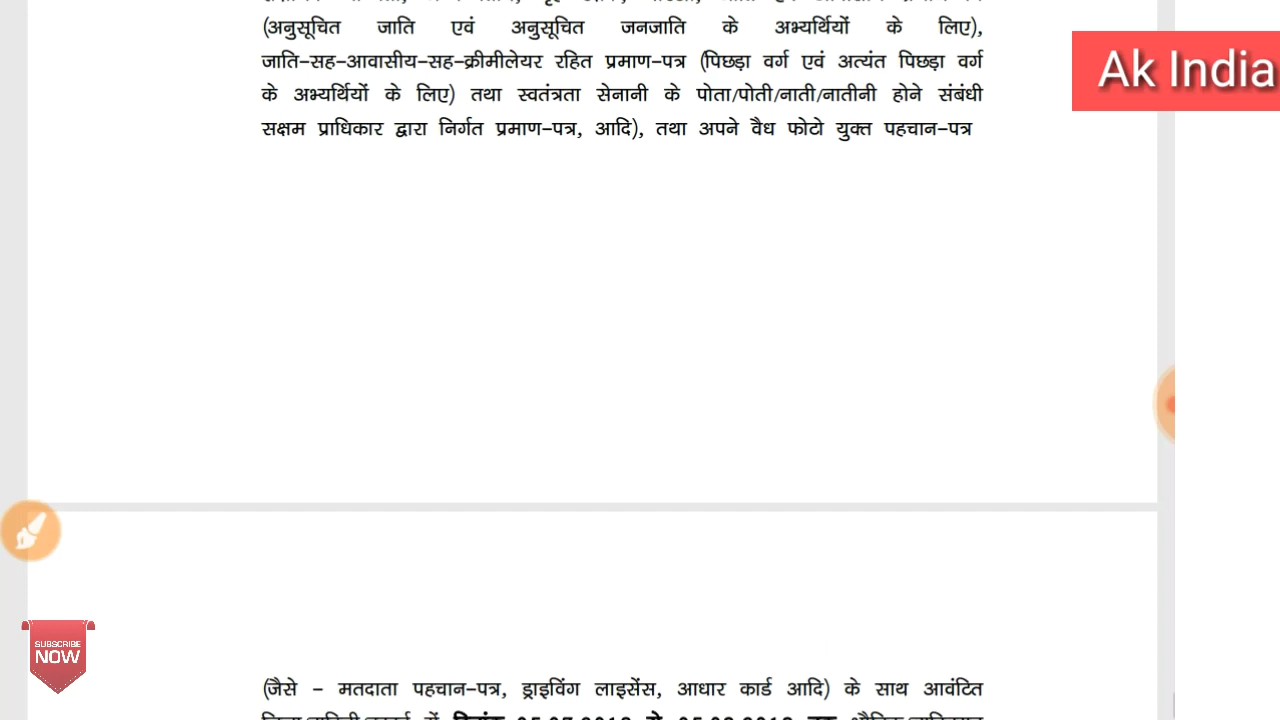 (अनुसूचित जाति एवं अनुसूचित जनजाति के अभ्यर्थियों के लिए),
जाति-सह-आवासीय-सह-क्रीमीलेयर रहित प्रमाण-पत्र (पिछड़ा वर्ग एवं अत्यंत पिछड़ा वर्ग
के अभ्यर्थियों के लिए) तथा स्वतंत्रता सेनानी के पोता/पोती/नाती/नातीनी होने संबंधी
सक्षम प्राधिकार द्वारा निर्गत प्रमाण-पत्र, आदि), तथा अपने वैध फोटो युक्त पहचान-पत्र
Ak India
SUBSCRIBE
NOW
(जैसे - मतदाता पहचान-पत्र, ड्राइविंग लाइसेंस, आधार कार्ड आदि) के साथ आवंटित